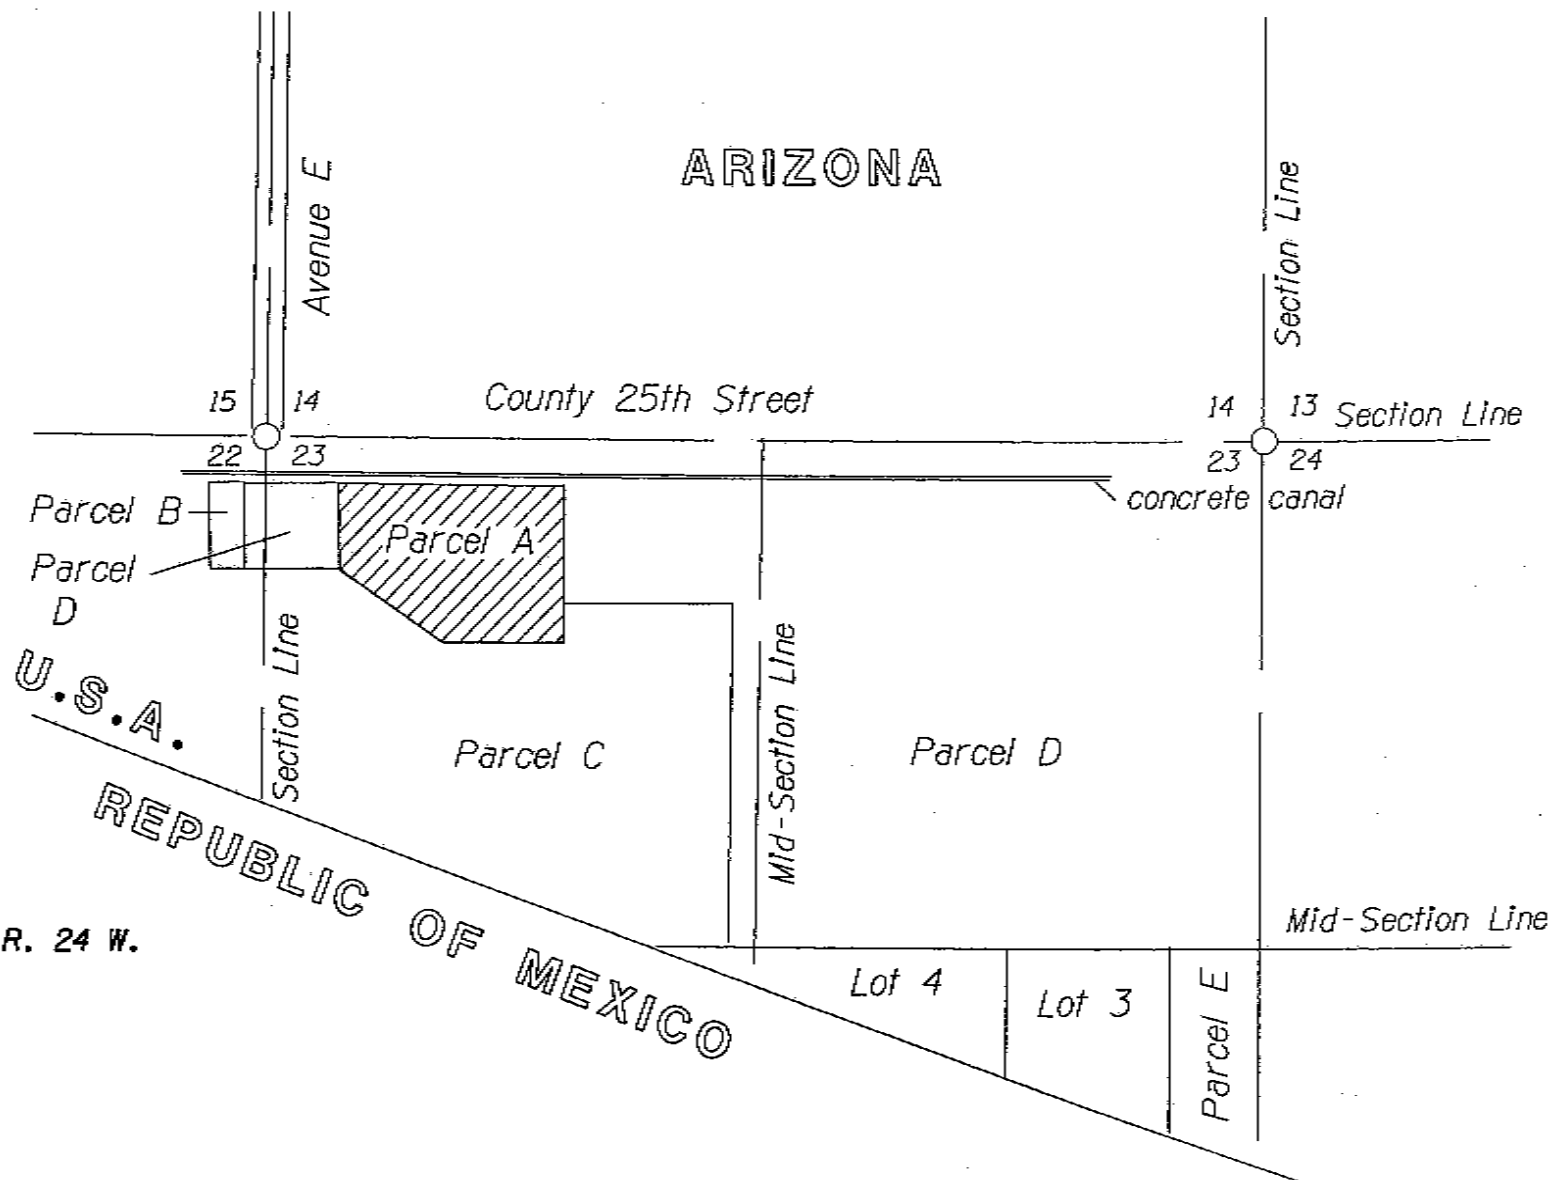 ARIZONA
Avenue E
Section Line
15 14
County 25th Street
14 13
Section Line
22 23
23 24
concrete canal
Parcel B
Parcel A
Parcel
D
Section Line
Mid-Section Line
U.S.A.
Parcel C
Parcel D
REPUBLIC OF MEXICO
R. 24 W.
Mid-Section Line
Lot 4
Lot 3
Parcel E